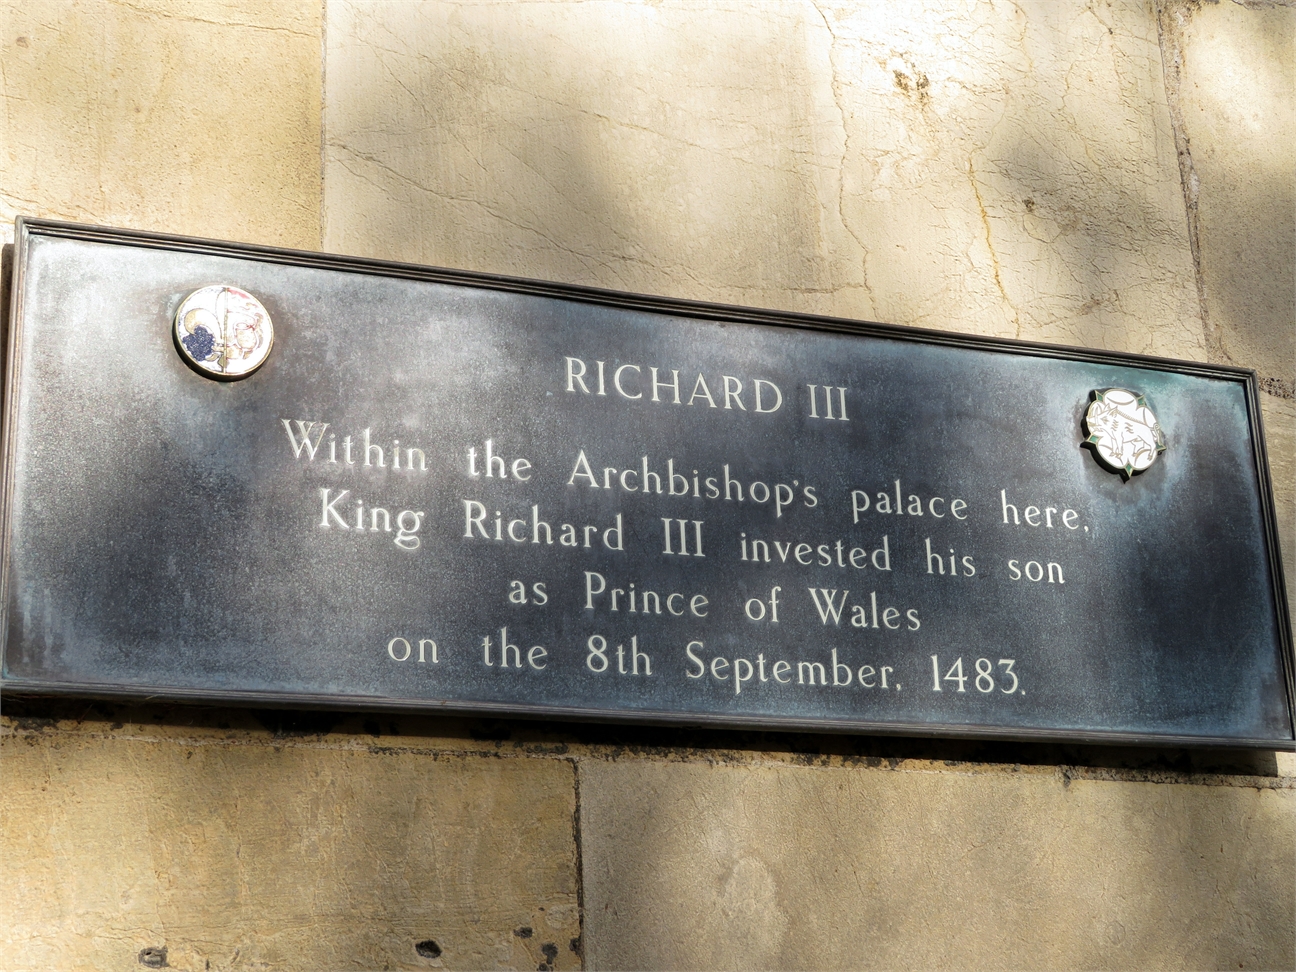 RICHARD III
Within the Archbishop's palace here,
King Richard III invested his son
as Prince of Wales
on the 8th September, 1483.